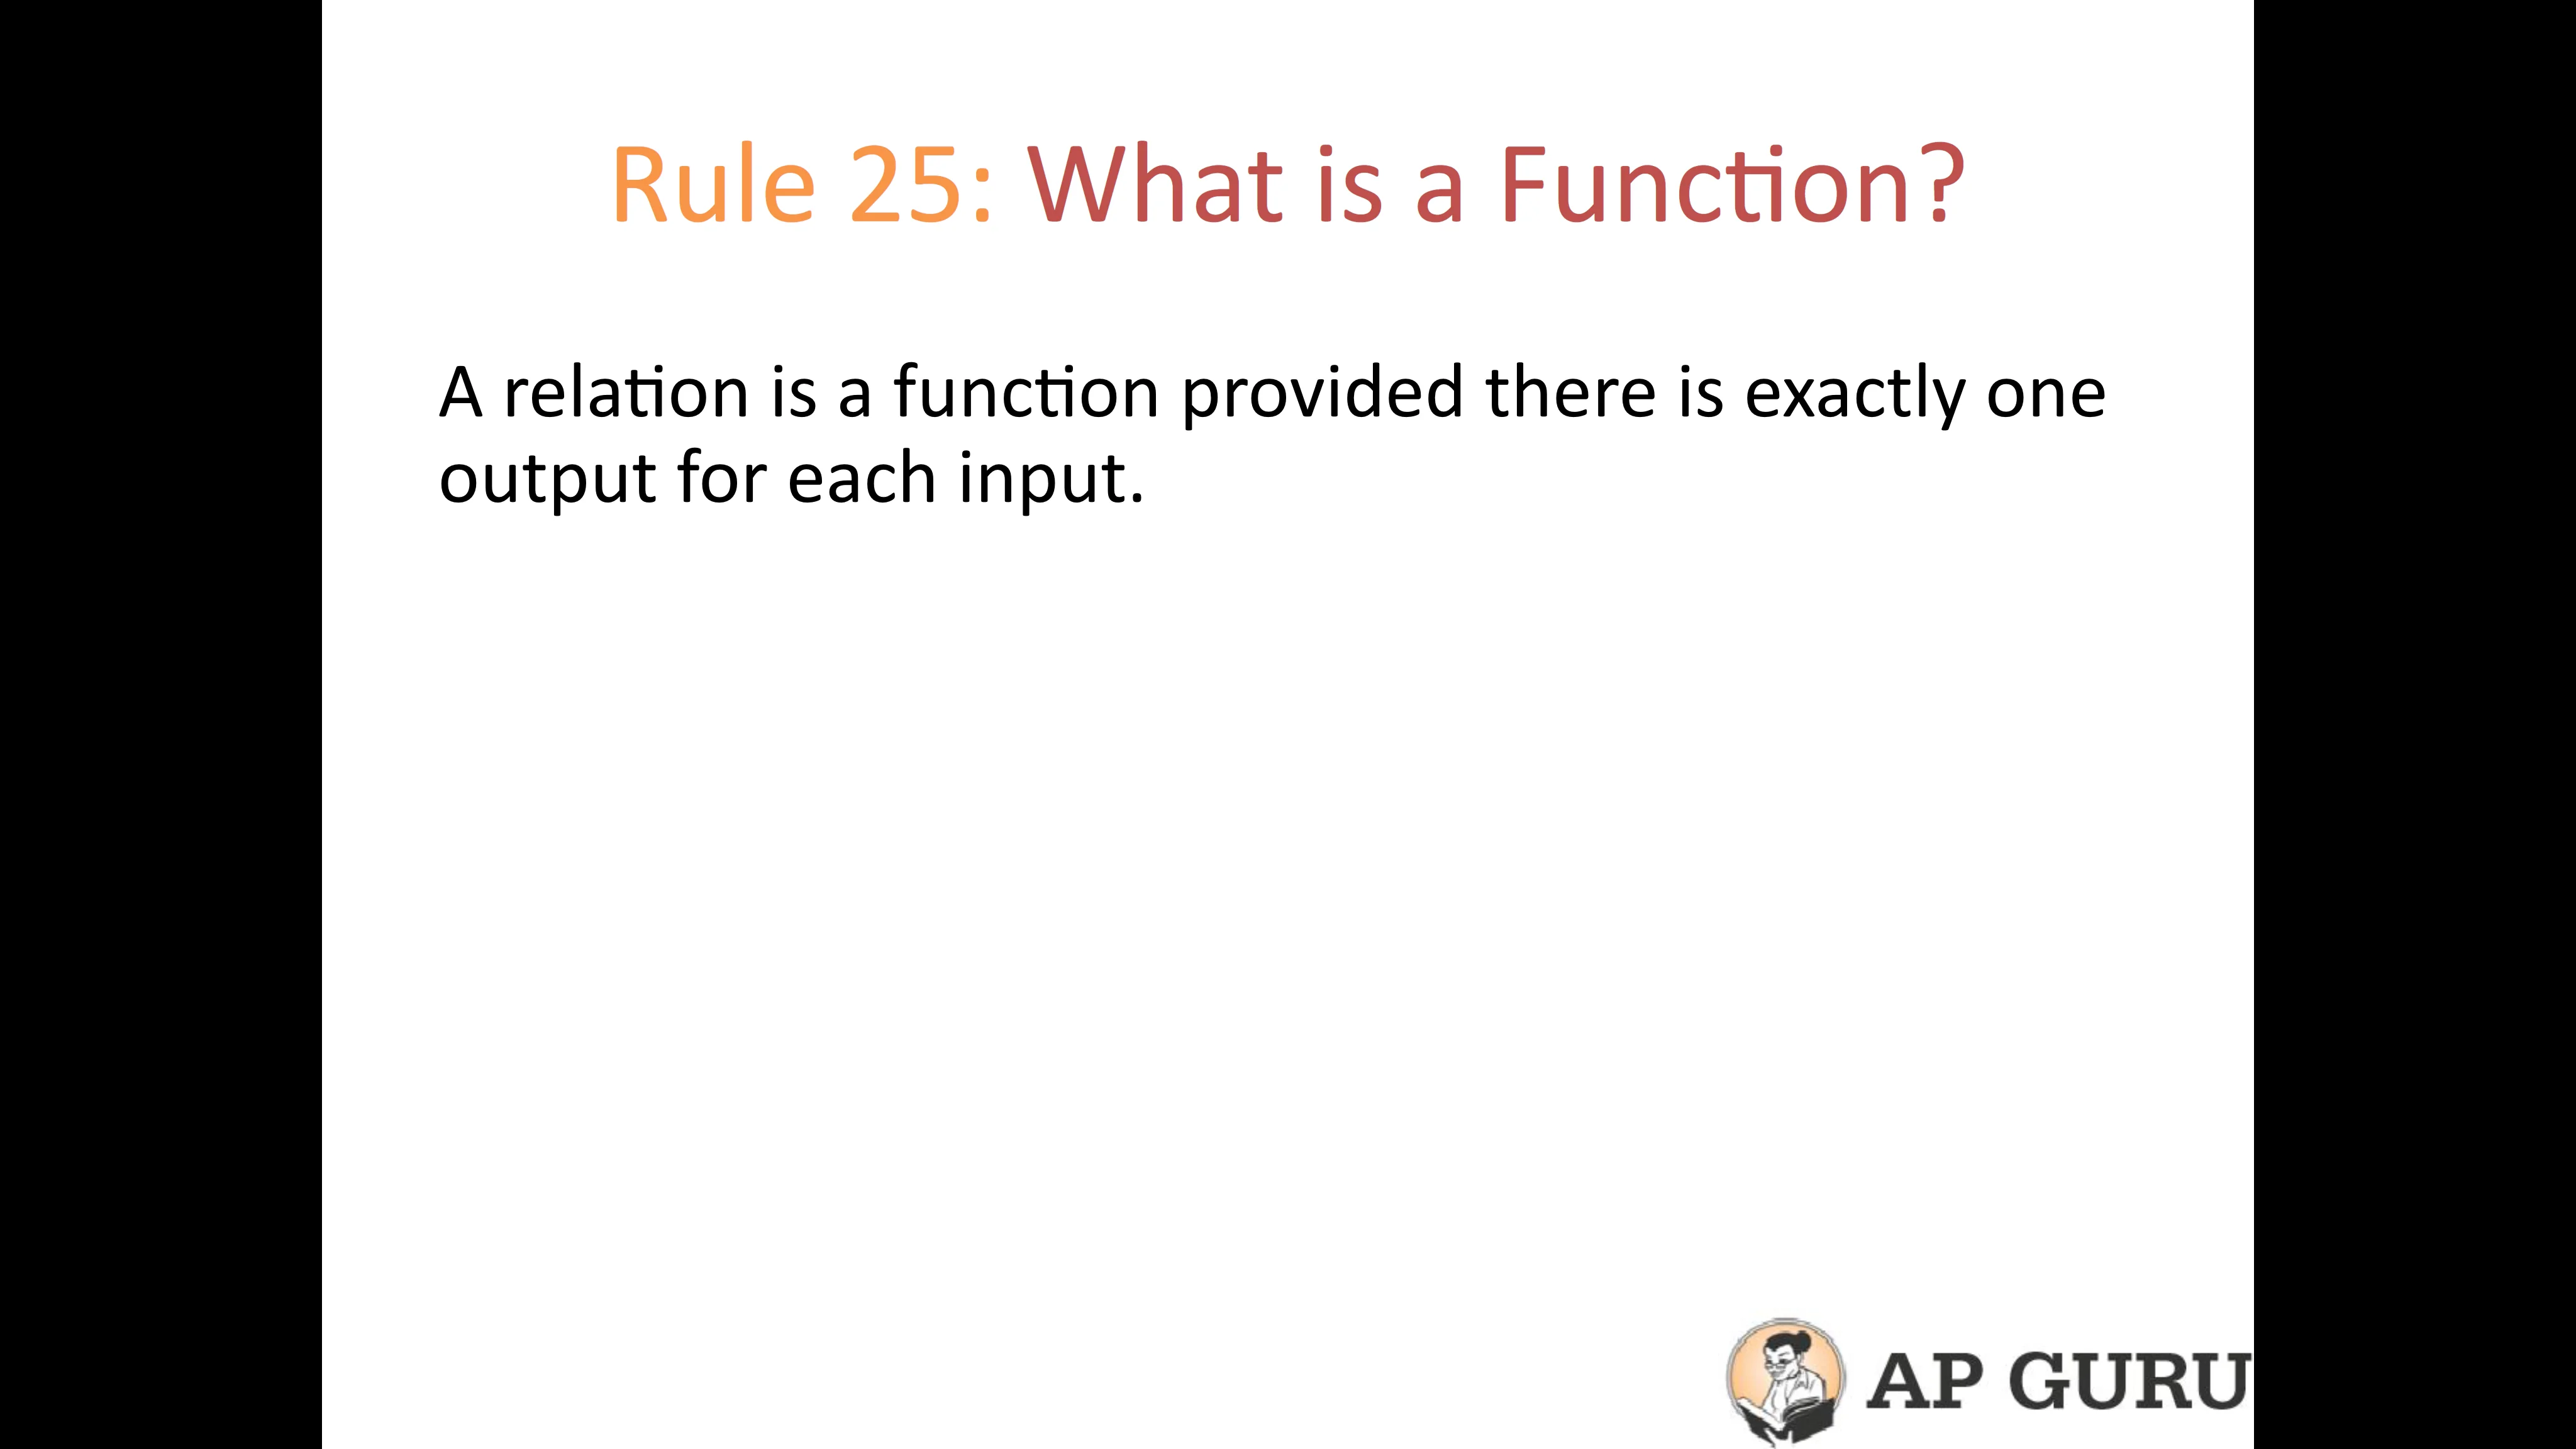 Rule 25: What is a Function?
A relation is a function provided there is exactly one
output for each input.
AP GURU